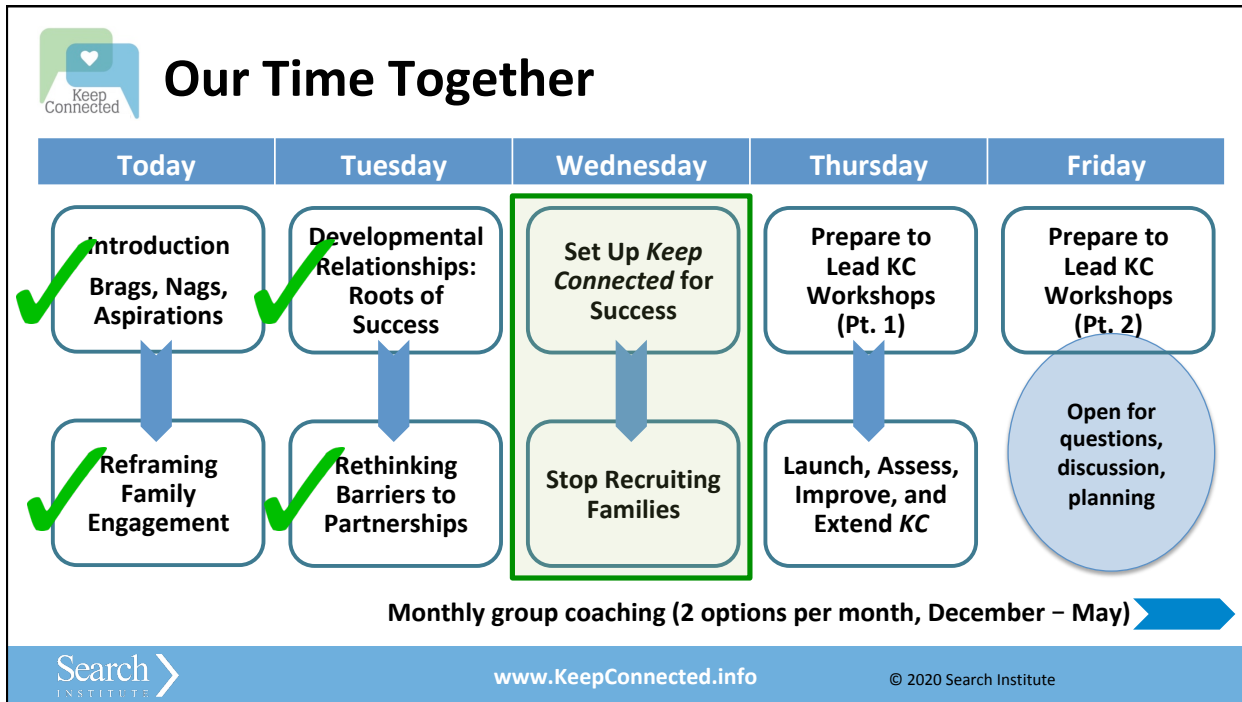 Keep
Connected
Our Time Together
Today
Tuesday
Wednesday
Thursday
Friday
Introduction
Brags, Nags,
Aspirations
Developmental
Relationships:
Roots of
Success
Set Up Keep
Connected for
Success
Prepare to
Lead KC
Workshops
(Pt. 1)
Prepare to
Lead KC
Workshops
(Pt. 2)
Reframing
Family
Engagement
Rethinking
Barriers to
Partnerships
Stop Recruiting
Families
Launch, Assess,
Improve, and
Extend KC
Open for
questions,
discussion,
planning
Monthly group coaching (2 options per month, December – May)
Search
INSTITUTE
www.KeepConnected.info
© 2020 Search Institute